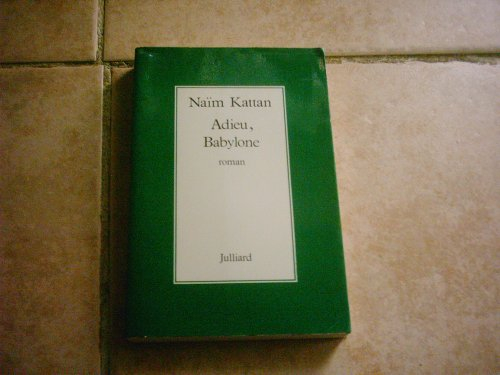 Naïm Kattan
Adieu,
Babylone
roman
Julliard